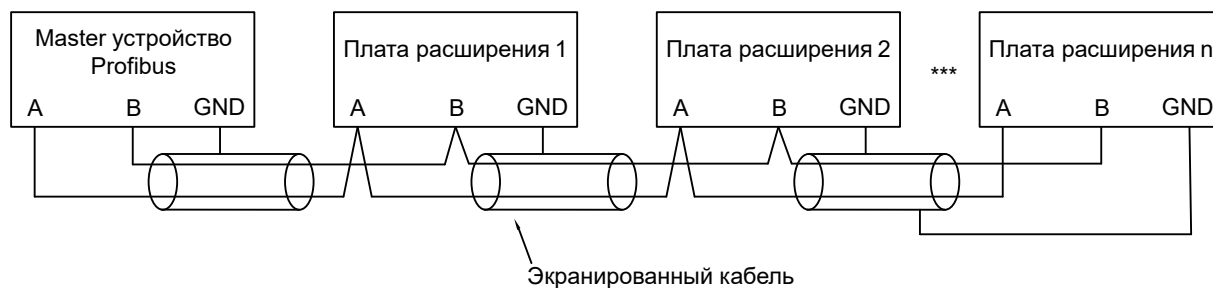 Master устройство
Profibus
A B GND
Плата расширения 1
A B GND
Плата расширения 2
A B GND
***
Плата расширения n
A B GND
Экранированный кабель